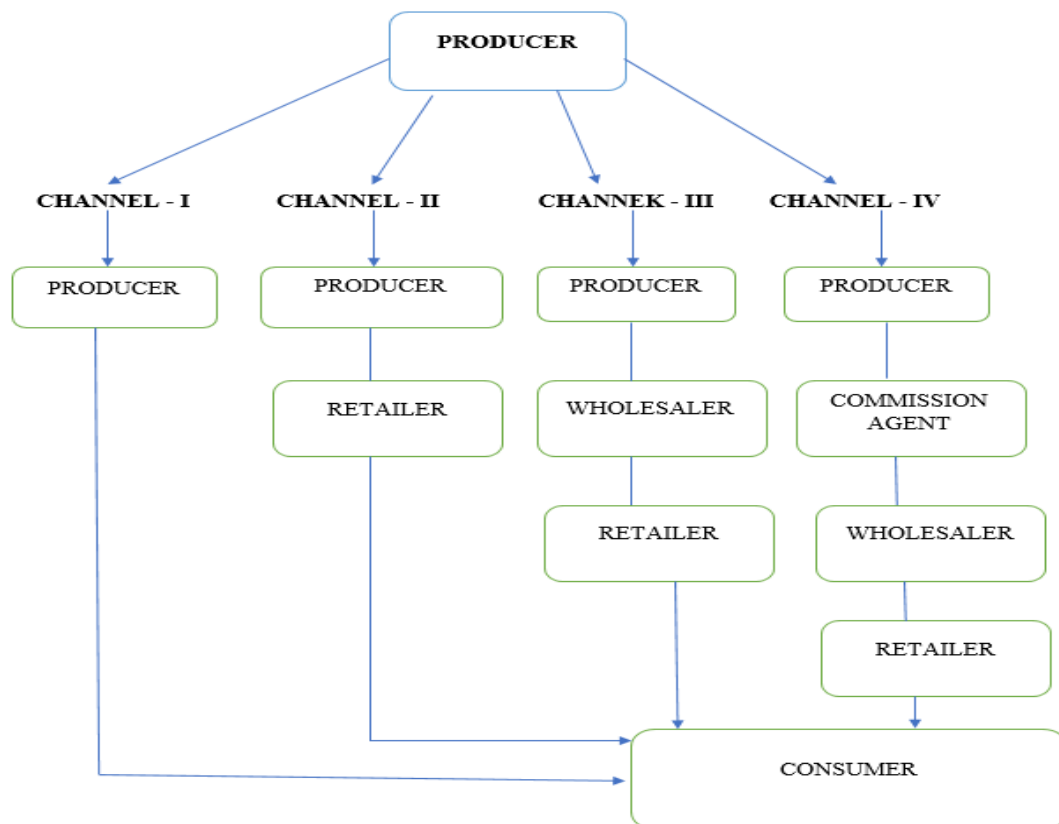 PRODUCER
CHANNEL - I
CHANNEL - II
CHANNEK - III
CHANNEL - IV
PRODUCER
PRODUCER
PRODUCER
PRODUCER
RETAILER
WHOLESALER
COMMISSION
AGENT
RETAILER
WHOLESALER
RETAILER
CONSUMER